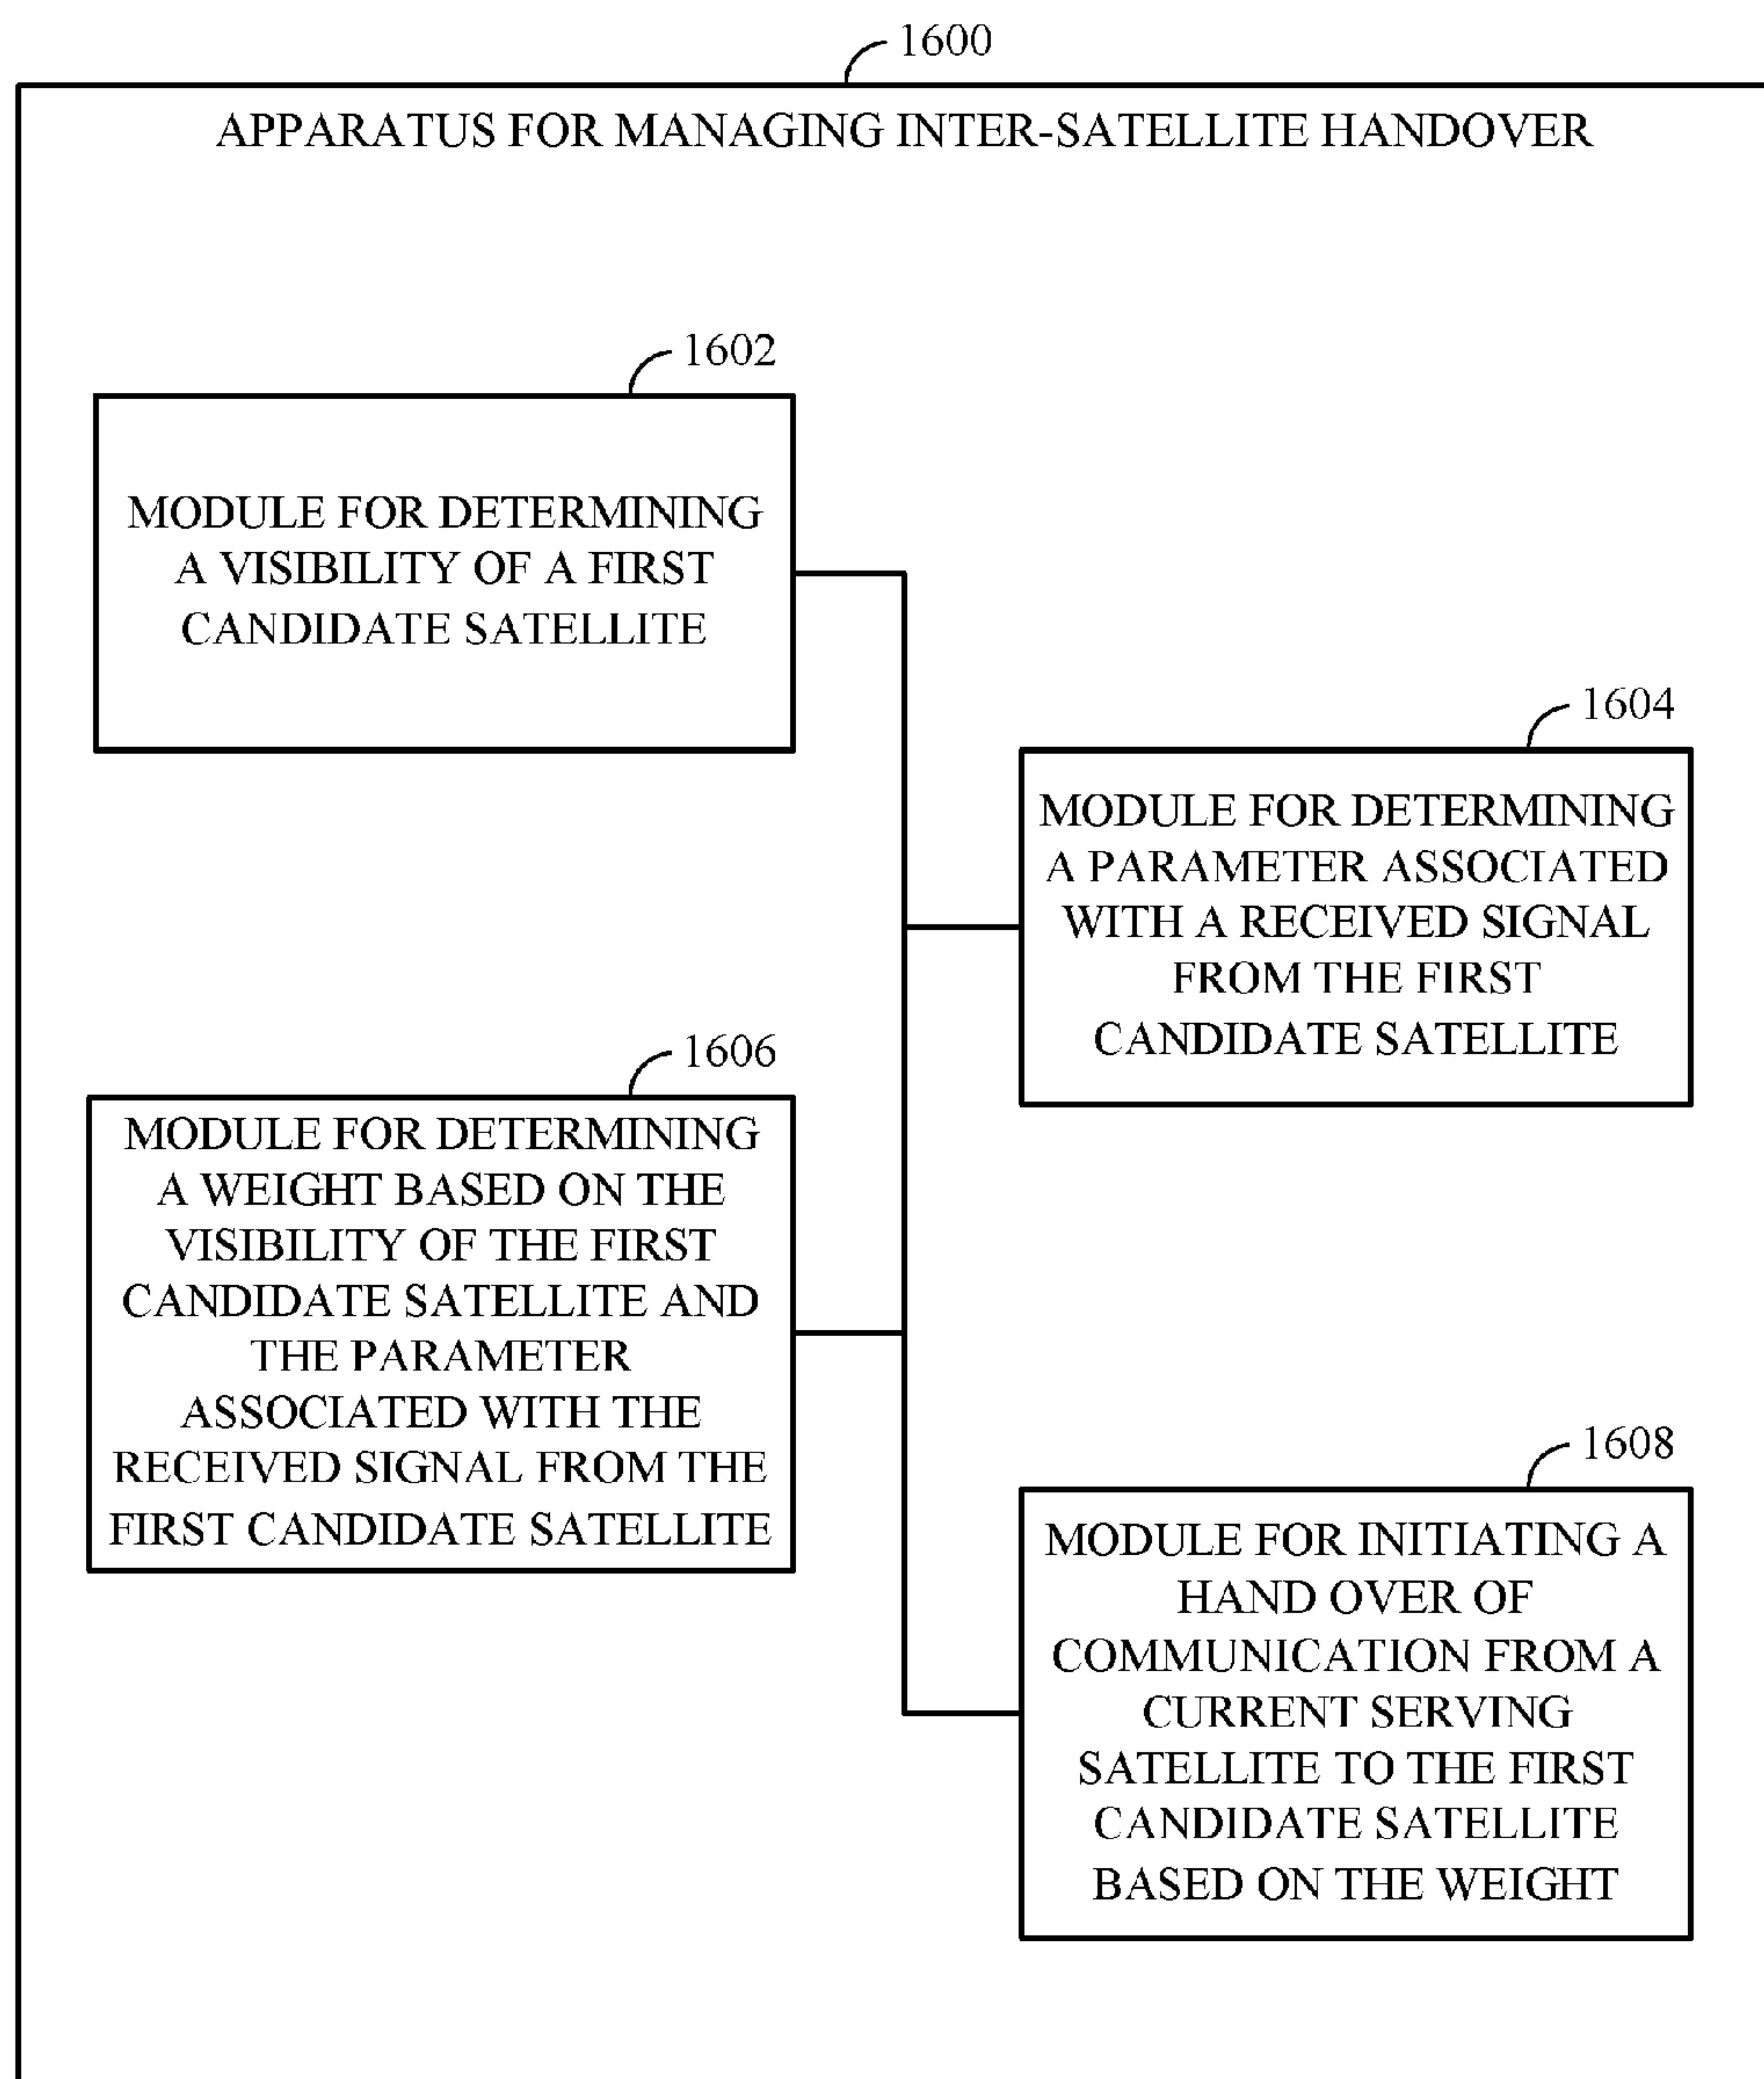 1600
APPARATUS FOR MANAGING INTER-SATELLITE HANDOVER
1602
MODULE FOR DETERMINING
A VISIBILITY OF A FIRST
CANDIDATE SATELLITE
1604
MODULE FOR DETERMINING
A PARAMETER ASSOCIATED
WITH A RECEIVED SIGNAL
FROM THE FIRST
CANDIDATE SATELLITE
1606
MODULE FOR DETERMINING
A WEIGHT BASED ON THE
VISIBILITY OF THE FIRST
CANDIDATE SATELLITE AND
THE PARAMETER
ASSOCIATED WITH THE
RECEIVED SIGNAL FROM THE
FIRST CANDIDATE SATELLITE
1608
MODULE FOR INITIATING A
HAND OVER OF
COMMUNICATION FROM A
CURRENT SERVING
SATELLITE TO THE FIRST
CANDIDATE SATELLITE
BASED ON THE WEIGHT